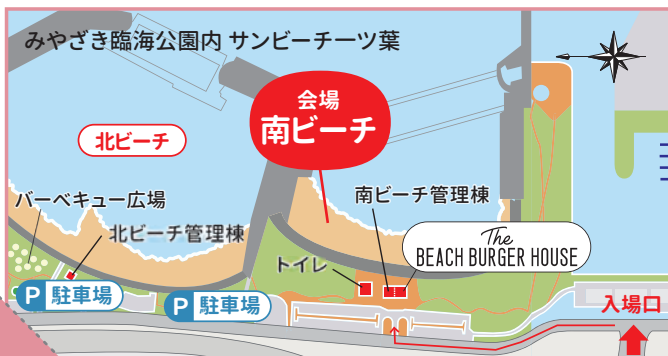 みやざき臨海公園内 サンビーチ一ツ葉
会場
南ビーチ
北ビーチ
バーベキュー広場
北ビーチ管理棟
南ビーチ管理棟
The
BEACH BURGER HOUSE
トイレ
P 駐車場
P 駐車場
入場口